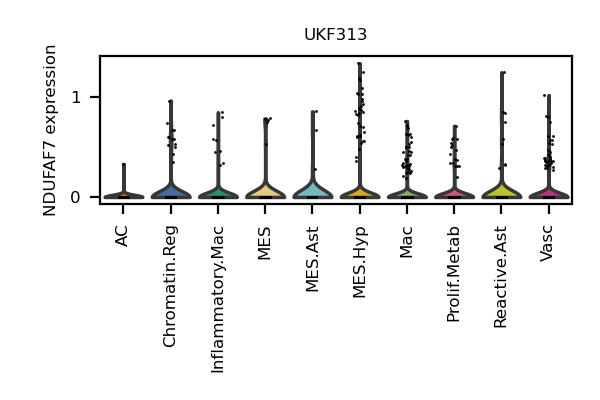 UKF313
NDUFAF7 expression
1
0
AC
Chromatin.Reg
Inflammatory.Mac
MES
MES.Ast
MES.Hyp
Mac
Prolif.Metab
Reactive.Ast
Vasc